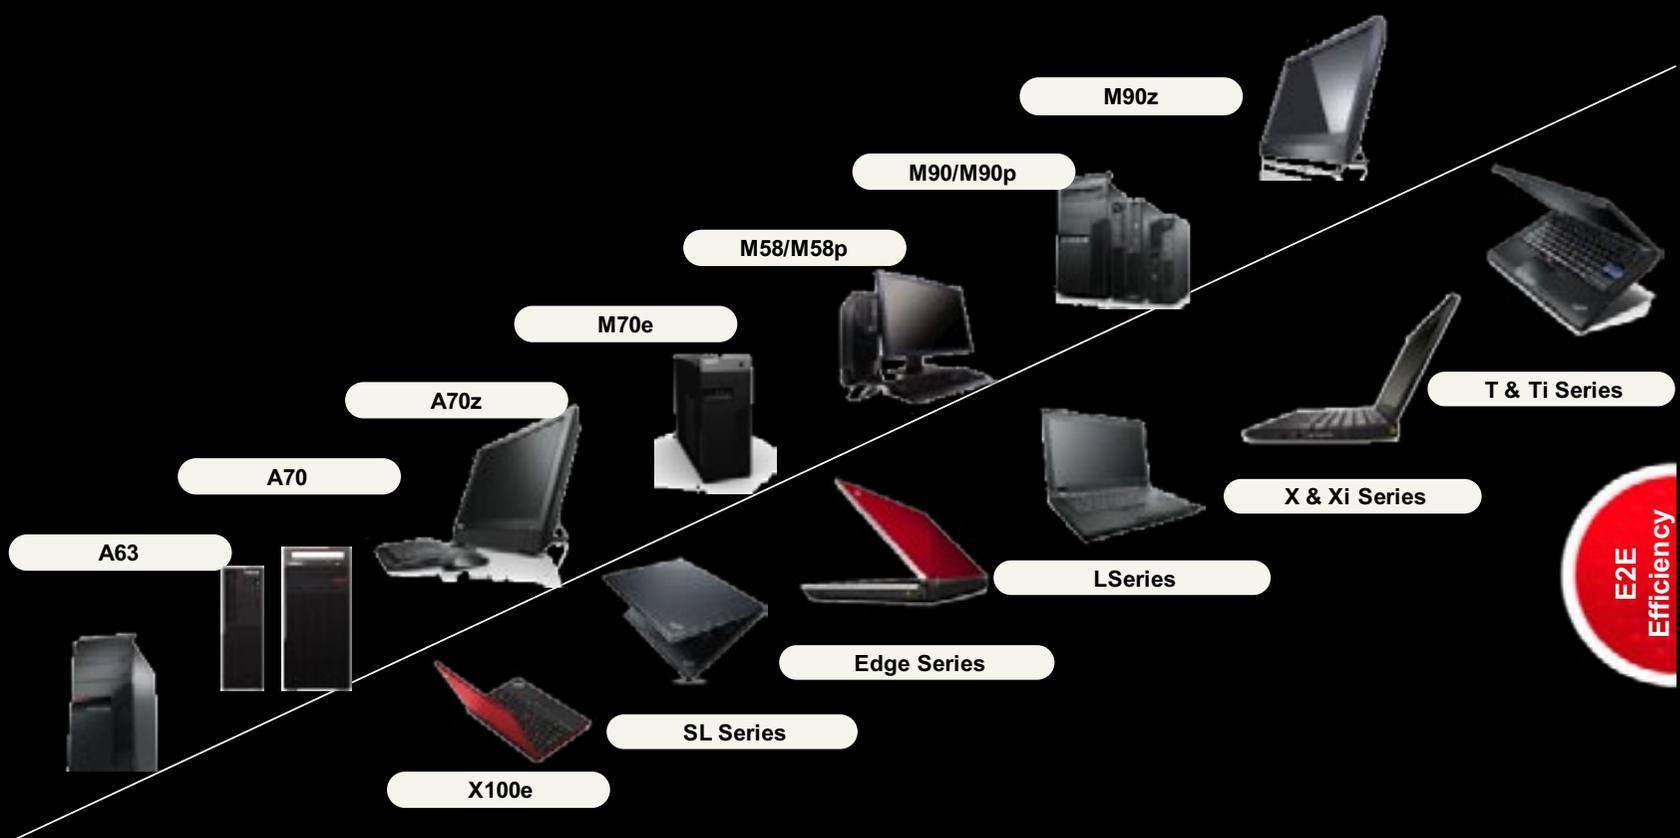 M90z
M90/M90p
M58/M58p
M70e
A70z
T & Ti Series
A70
X & Xi Series
A63
LSeries
E2E
Efficiency
Edge Series
SL Series
X100e